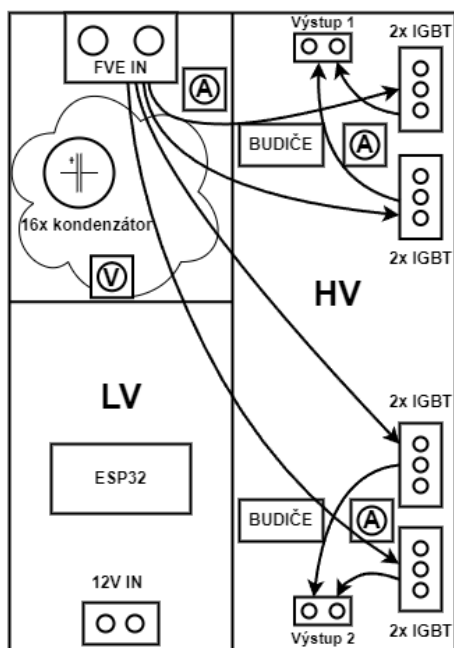 FVE IN
A
+
16x kondenzátor
V
LV
ESP32
12V IN
Výstup 1
2x IGBT
BUDIČE
A
2x IGBT
HV
2x IGBT
BUDIČE
A
Výstup 2
2x IGBT